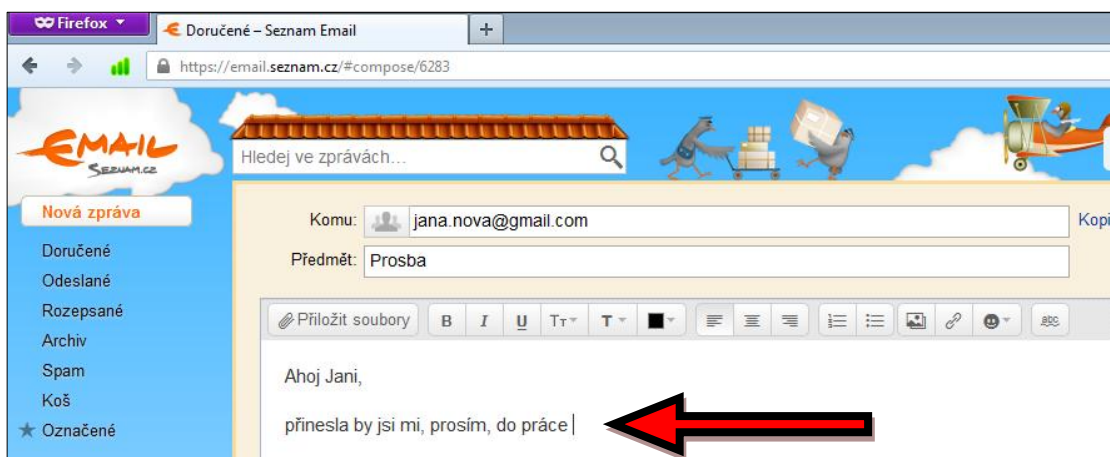 Firefox
Doručené – Seznam Email
https://email.seznam.cz/#compose/6283
EMAIL
SEZNAM.CZ
Hledej ve zprávách...
Nová zpráva
Komu: jana.nova@gmail.com
Kopi
Doručené
Předmět: Prosba
Odeslané
Rozepsané
Přiložit soubory B I U TT T abc
Archiv
Spam
Ahoj Jani,
Koš
Označené
přinesla by jsi mi, prosím, do práce